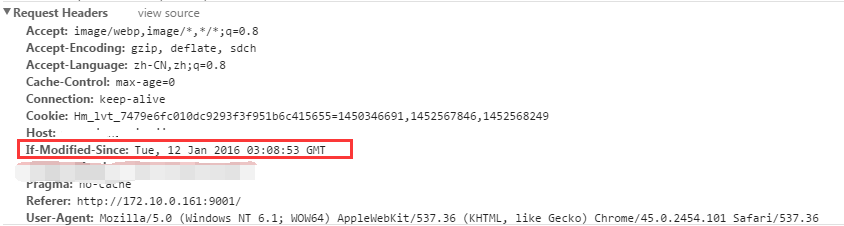 Request Headers view source
Accept: image/webp,image/*,*/*;q=0.8
Accept-Encoding: gzip, deflate, sdch
Accept-Language: zh-CN,zh;q=0.8
Cache-Control: max-age=0
Connection: keep-alive
Cookie: Hm_lvt_7479e6fc010dc9293f3f951b6c415655=1450346691,1452567846,1452568249
Host:
If-Modified-Since: Tue, 12 Jan 2016 03:08:53 GMT
Pragma: no-cache
Referer: http://172.10.0.161:9001/
User-Agent: Mozilla/5.0 (Windows NT 6.1; WOW64) AppleWebKit/537.36 (KHTML, like Gecko) Chrome/45.0.2454.101 Safari/537.36